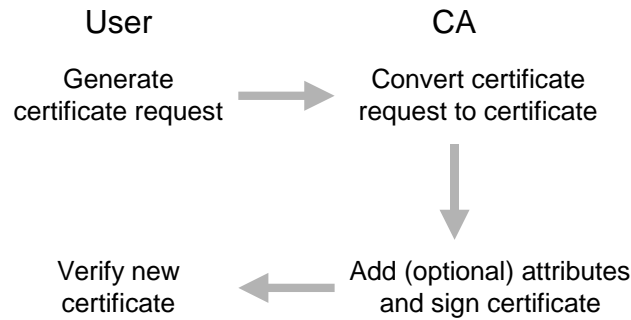 User
CA
Generate
certificate request
Convert certificate
request to certificate
Verify new
certificate
Add (optional) attributes
and sign certificate